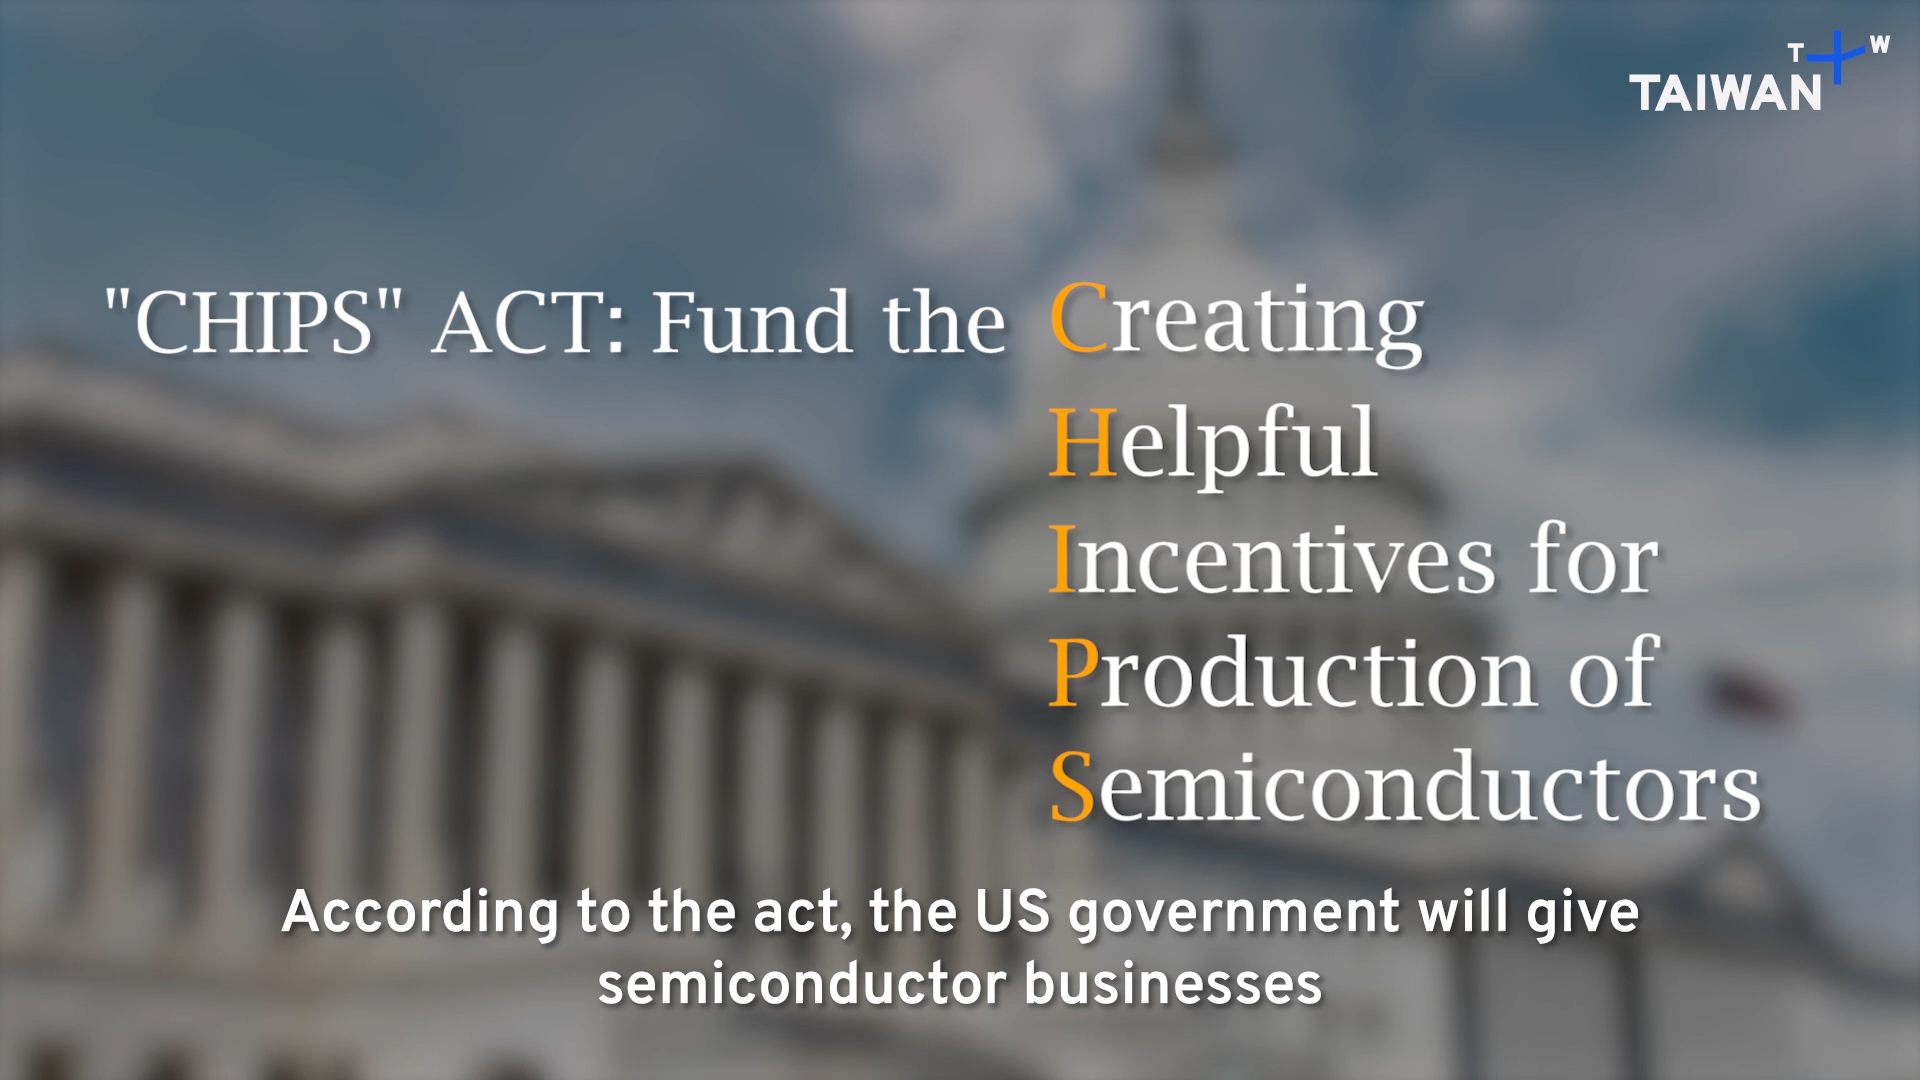 T W
TAIWAN
"CHIPS" ACT: Fund the Creating
Helpful
Incentives for
Production of
Semiconductors
According to the act, the US government will give
semiconductor businesses